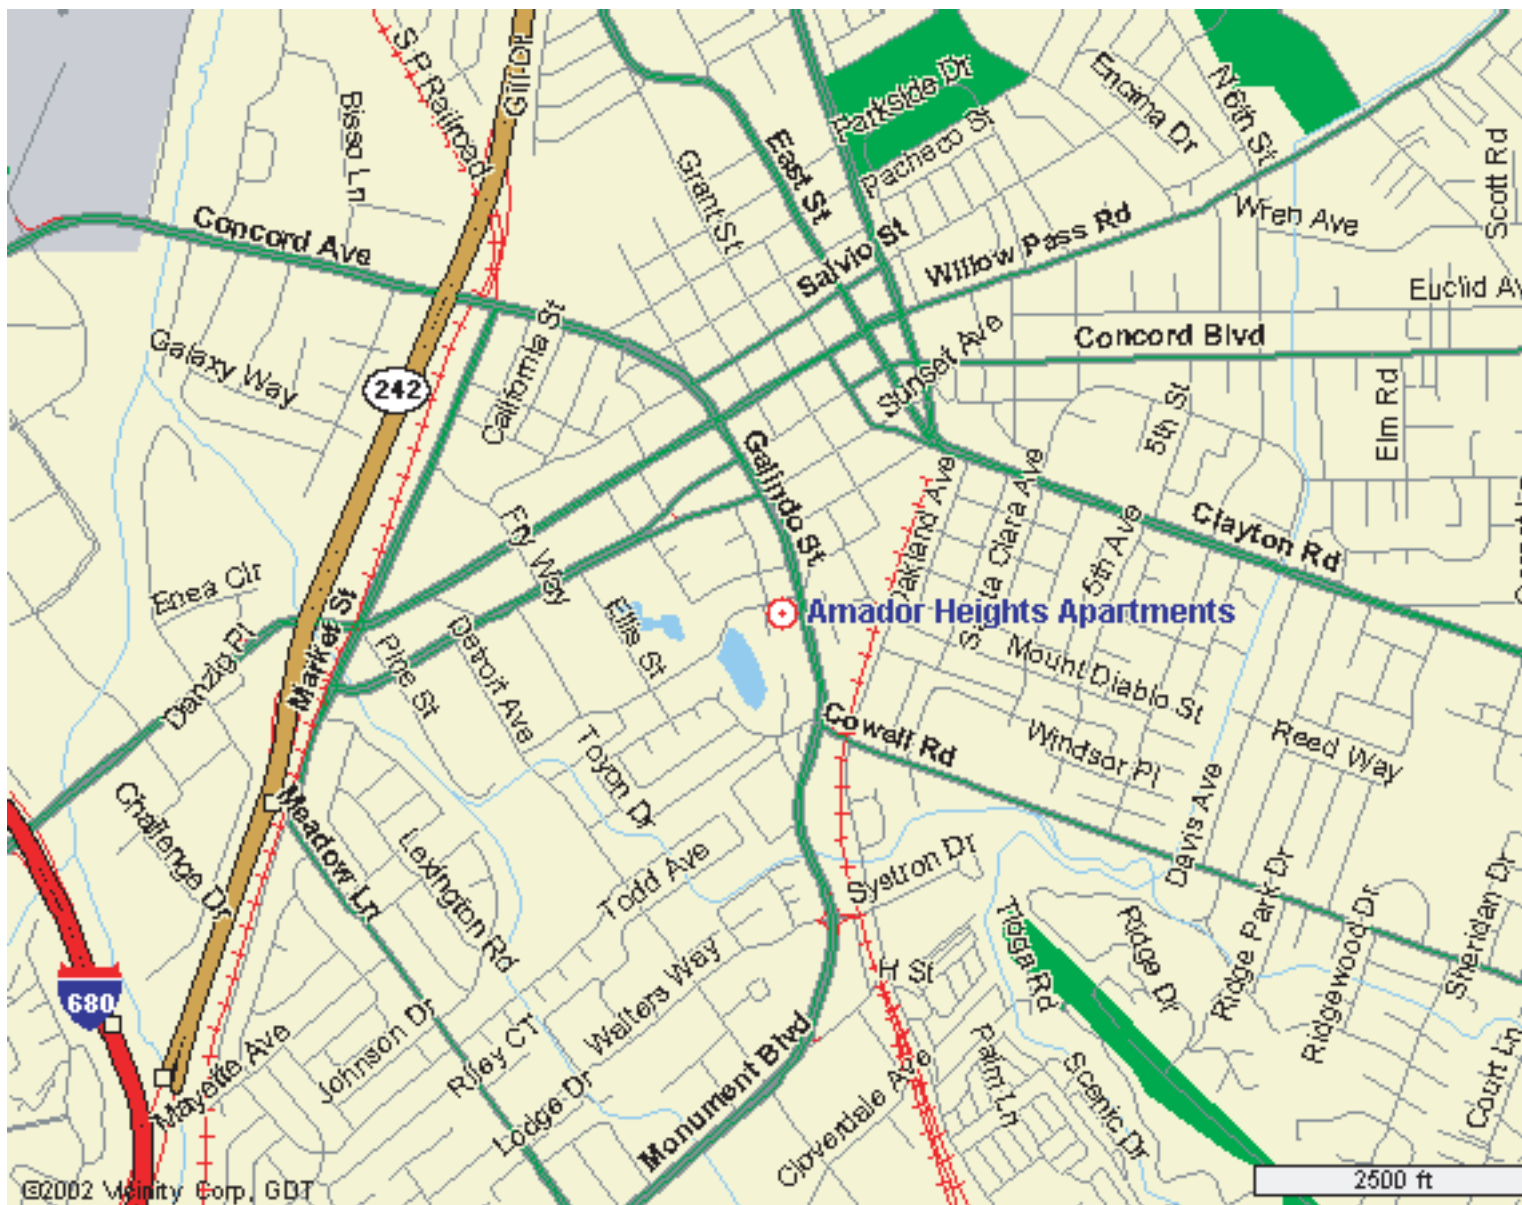 S P Railroad
Gill Dr
Bisso Ln
Parkside Dr
Encima Dr
N 6th St
Pacheco St
Scott Rd
East St
Grant St
Concord Ave
Salvio St
Willow Pass Rd
Wren Ave
Euclid Av
Galaxy Way
California St
242
Sunset Ave
Concord Blvd
5th St
Elm Rd
Galindo St
Fry Way
Oakland Ave
Clara Ave
5th Ave
Clayton Rd
Enea Cir
Ellis St
Amador Heights Apartments
Market St
Danzig Pl
Pine St
Detroit Ave
Mount Diablo St
Cowell Rd
Windsor Pl
Reed Way
Toyon Dr
Challenge Dr
Meadow Ln
Lexington Rd
Todd Ave
Systron Dr
Davis Ave
Ridge Park Dr
Ridgewood Dr
Sheridan Dr
Tioga Rd
Ridge Dr
H St
680
Mayette Ave
Johnson Dr
Riley CT
Walters Way
Lodge Dr
Monument Blvd
Cloverdale Ave
Palm Ln
Scenic Dr
Court Ln
©2002 Vicinity Corp, GDT
2500 ft